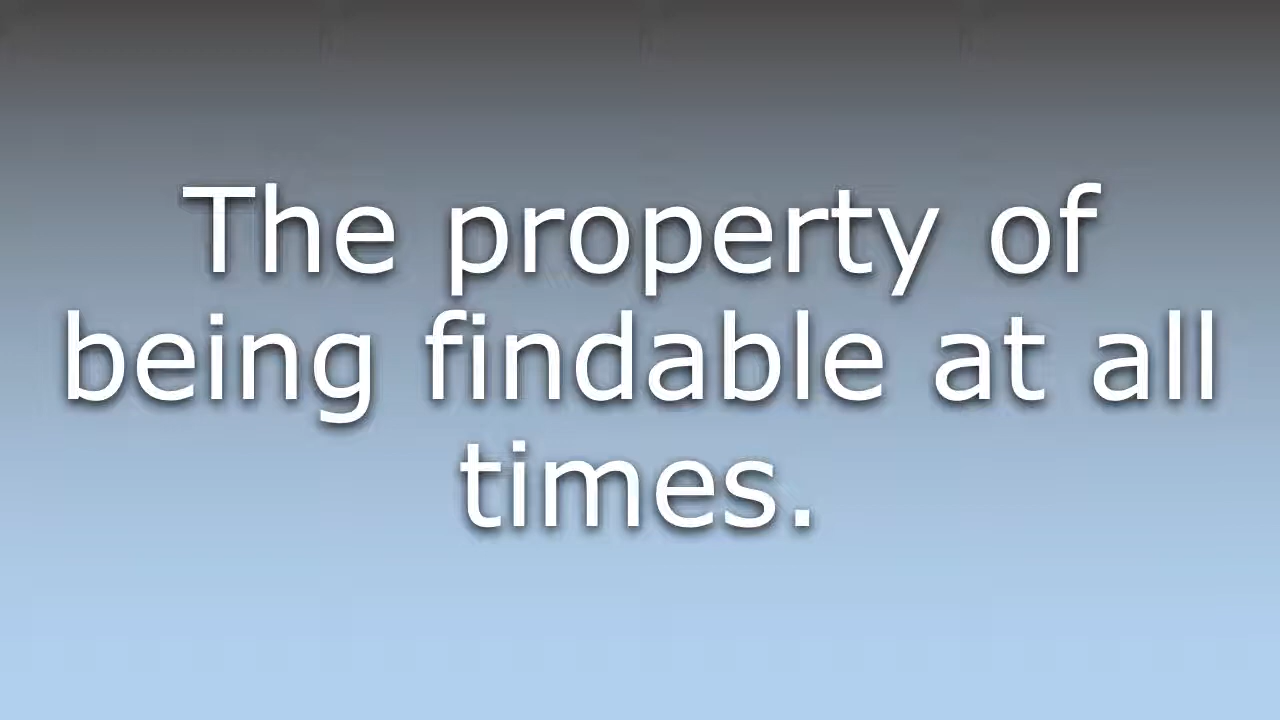 The property of
being findable at all
times.